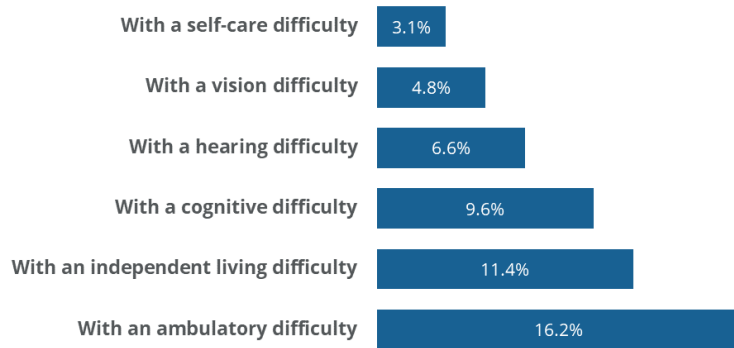 With a self-care difficulty 3.1%
With a vision difficulty 4.8%
With a hearing difficulty 6.6%
With a cognitive difficulty 9.6%
With an independent living difficulty 11.4%
With an ambulatory difficulty 16.2%